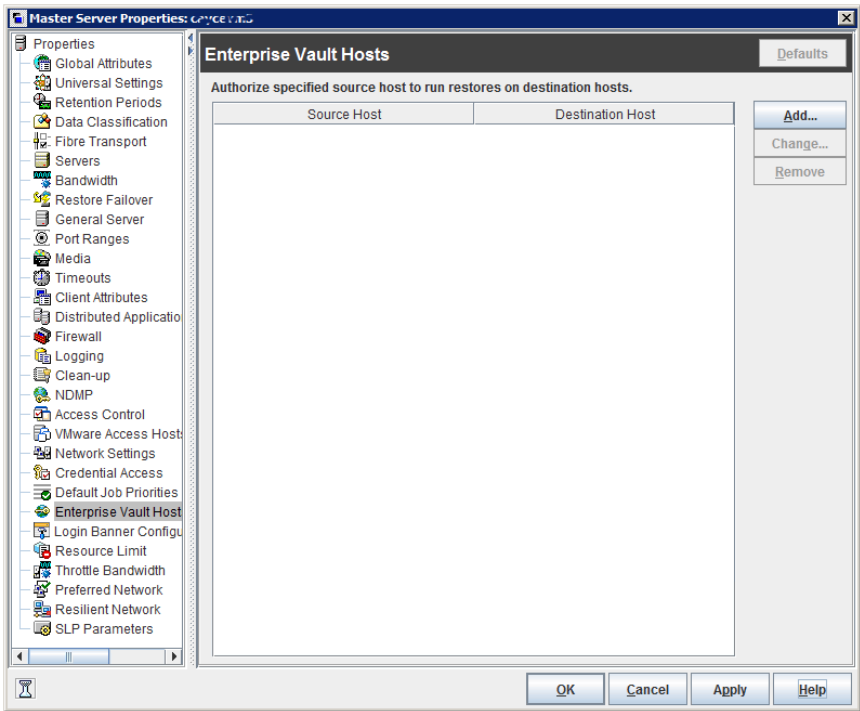 Master Server Properties:
Properties
Global Attributes
Universal Settings
Retention Periods
Data Classification
Fibre Transport
Servers
Bandwidth
Restore Failover
General Server
Port Ranges
Media
Timeouts
Client Attributes
Distributed Applicatio
Firewall
Logging
Clean-up
NDMP
Access Control
VMware Access Hosts
Network Settings
Credential Access
Default Job Priorities
Enterprise Vault Host
Login Banner Configu
Resource Limit
Throttle Bandwidth
Preferred Network
Resilient Network
SLP Parameters
Enterprise Vault Hosts
Defaults
Authorize specified source host to run restores on destination hosts.
Source Host Destination Host
Add...
Change...
Remove
OK Cancel Apply Help